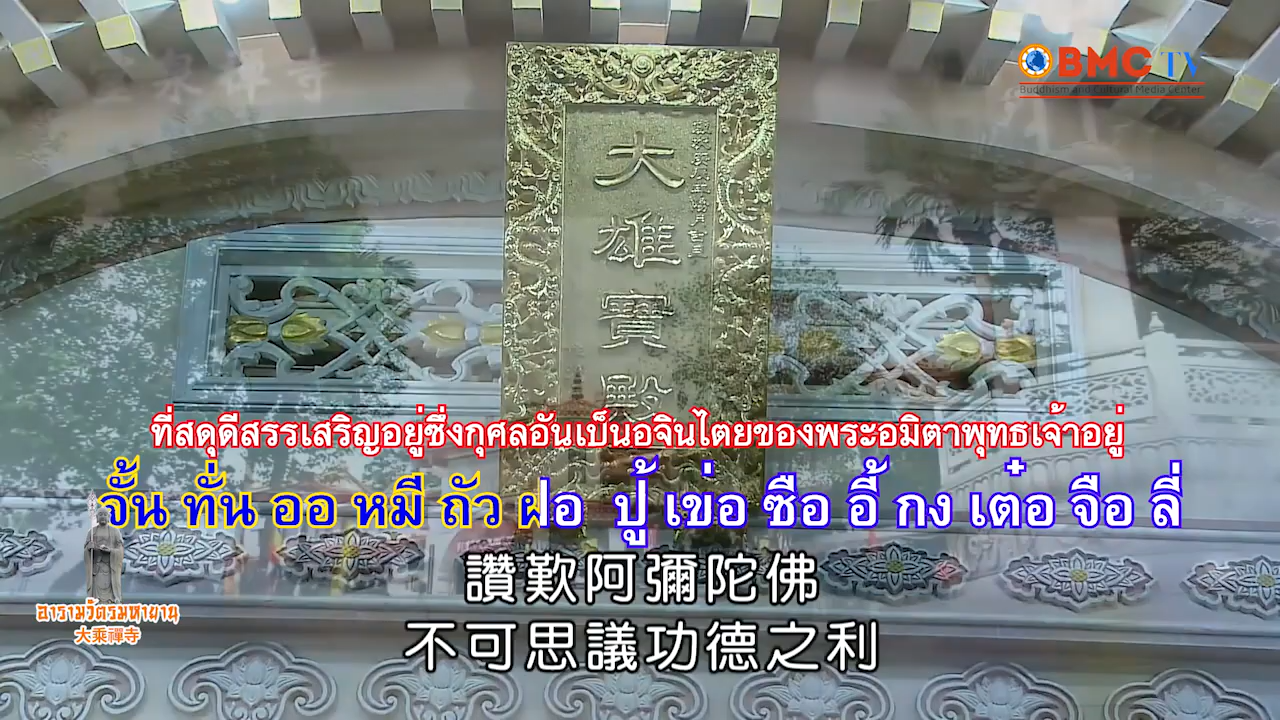 BMC TV
Buddhism and Cultural Media Center
大雄寶殿
ที่สดุดีสรรเสริญอยู่ซึ่งกุศลอันเป็นอจินไตยของพระอมิตาพุทธเจ้าอยู่
จั้น ทั่น ออ หมี ถัว ฝอ ปู้ เข่อ ซือ อี้ กง เต๋อ จือ ลี่
讚歎阿彌陀佛
不可思議功德之利
อารามวัตรมหายาน
大乘禪寺